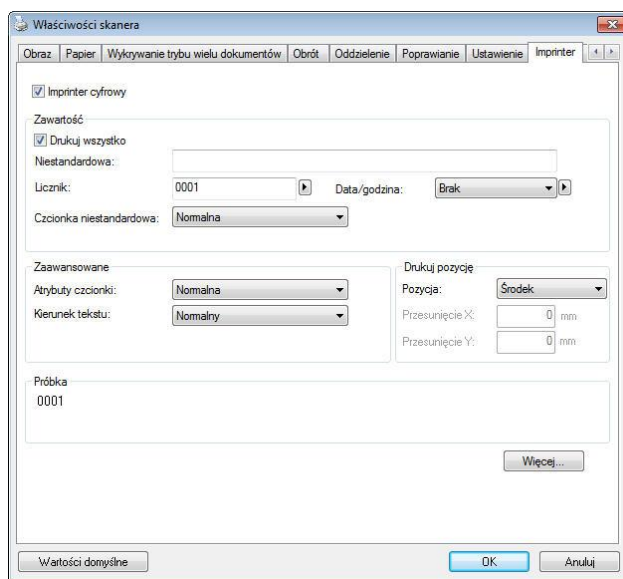 Właściwości skanera
Obraz Papier Wykrywanie trybu wielu dokumentów Obrót Oddzielenie Poprawianie Ustawienie Imprinter
Imprinter cyfrowy
Zawartość
Drukuj wszystko
Niestandardowa:
Licznik: 0001 Data/godzina: Brak
Czcionka niestandardowa: Normalna
Zaawansowane
Atrybuty czcionki: Normalna
Kierunek tekstu: Normalny
Drukuj pozycję
Pozycja: Środek
Przesunięcie X: 0 mm
Przesunięcie Y: 0 mm
Próbka
0001
Więcej...
Wartości domyślne OK Anuluj